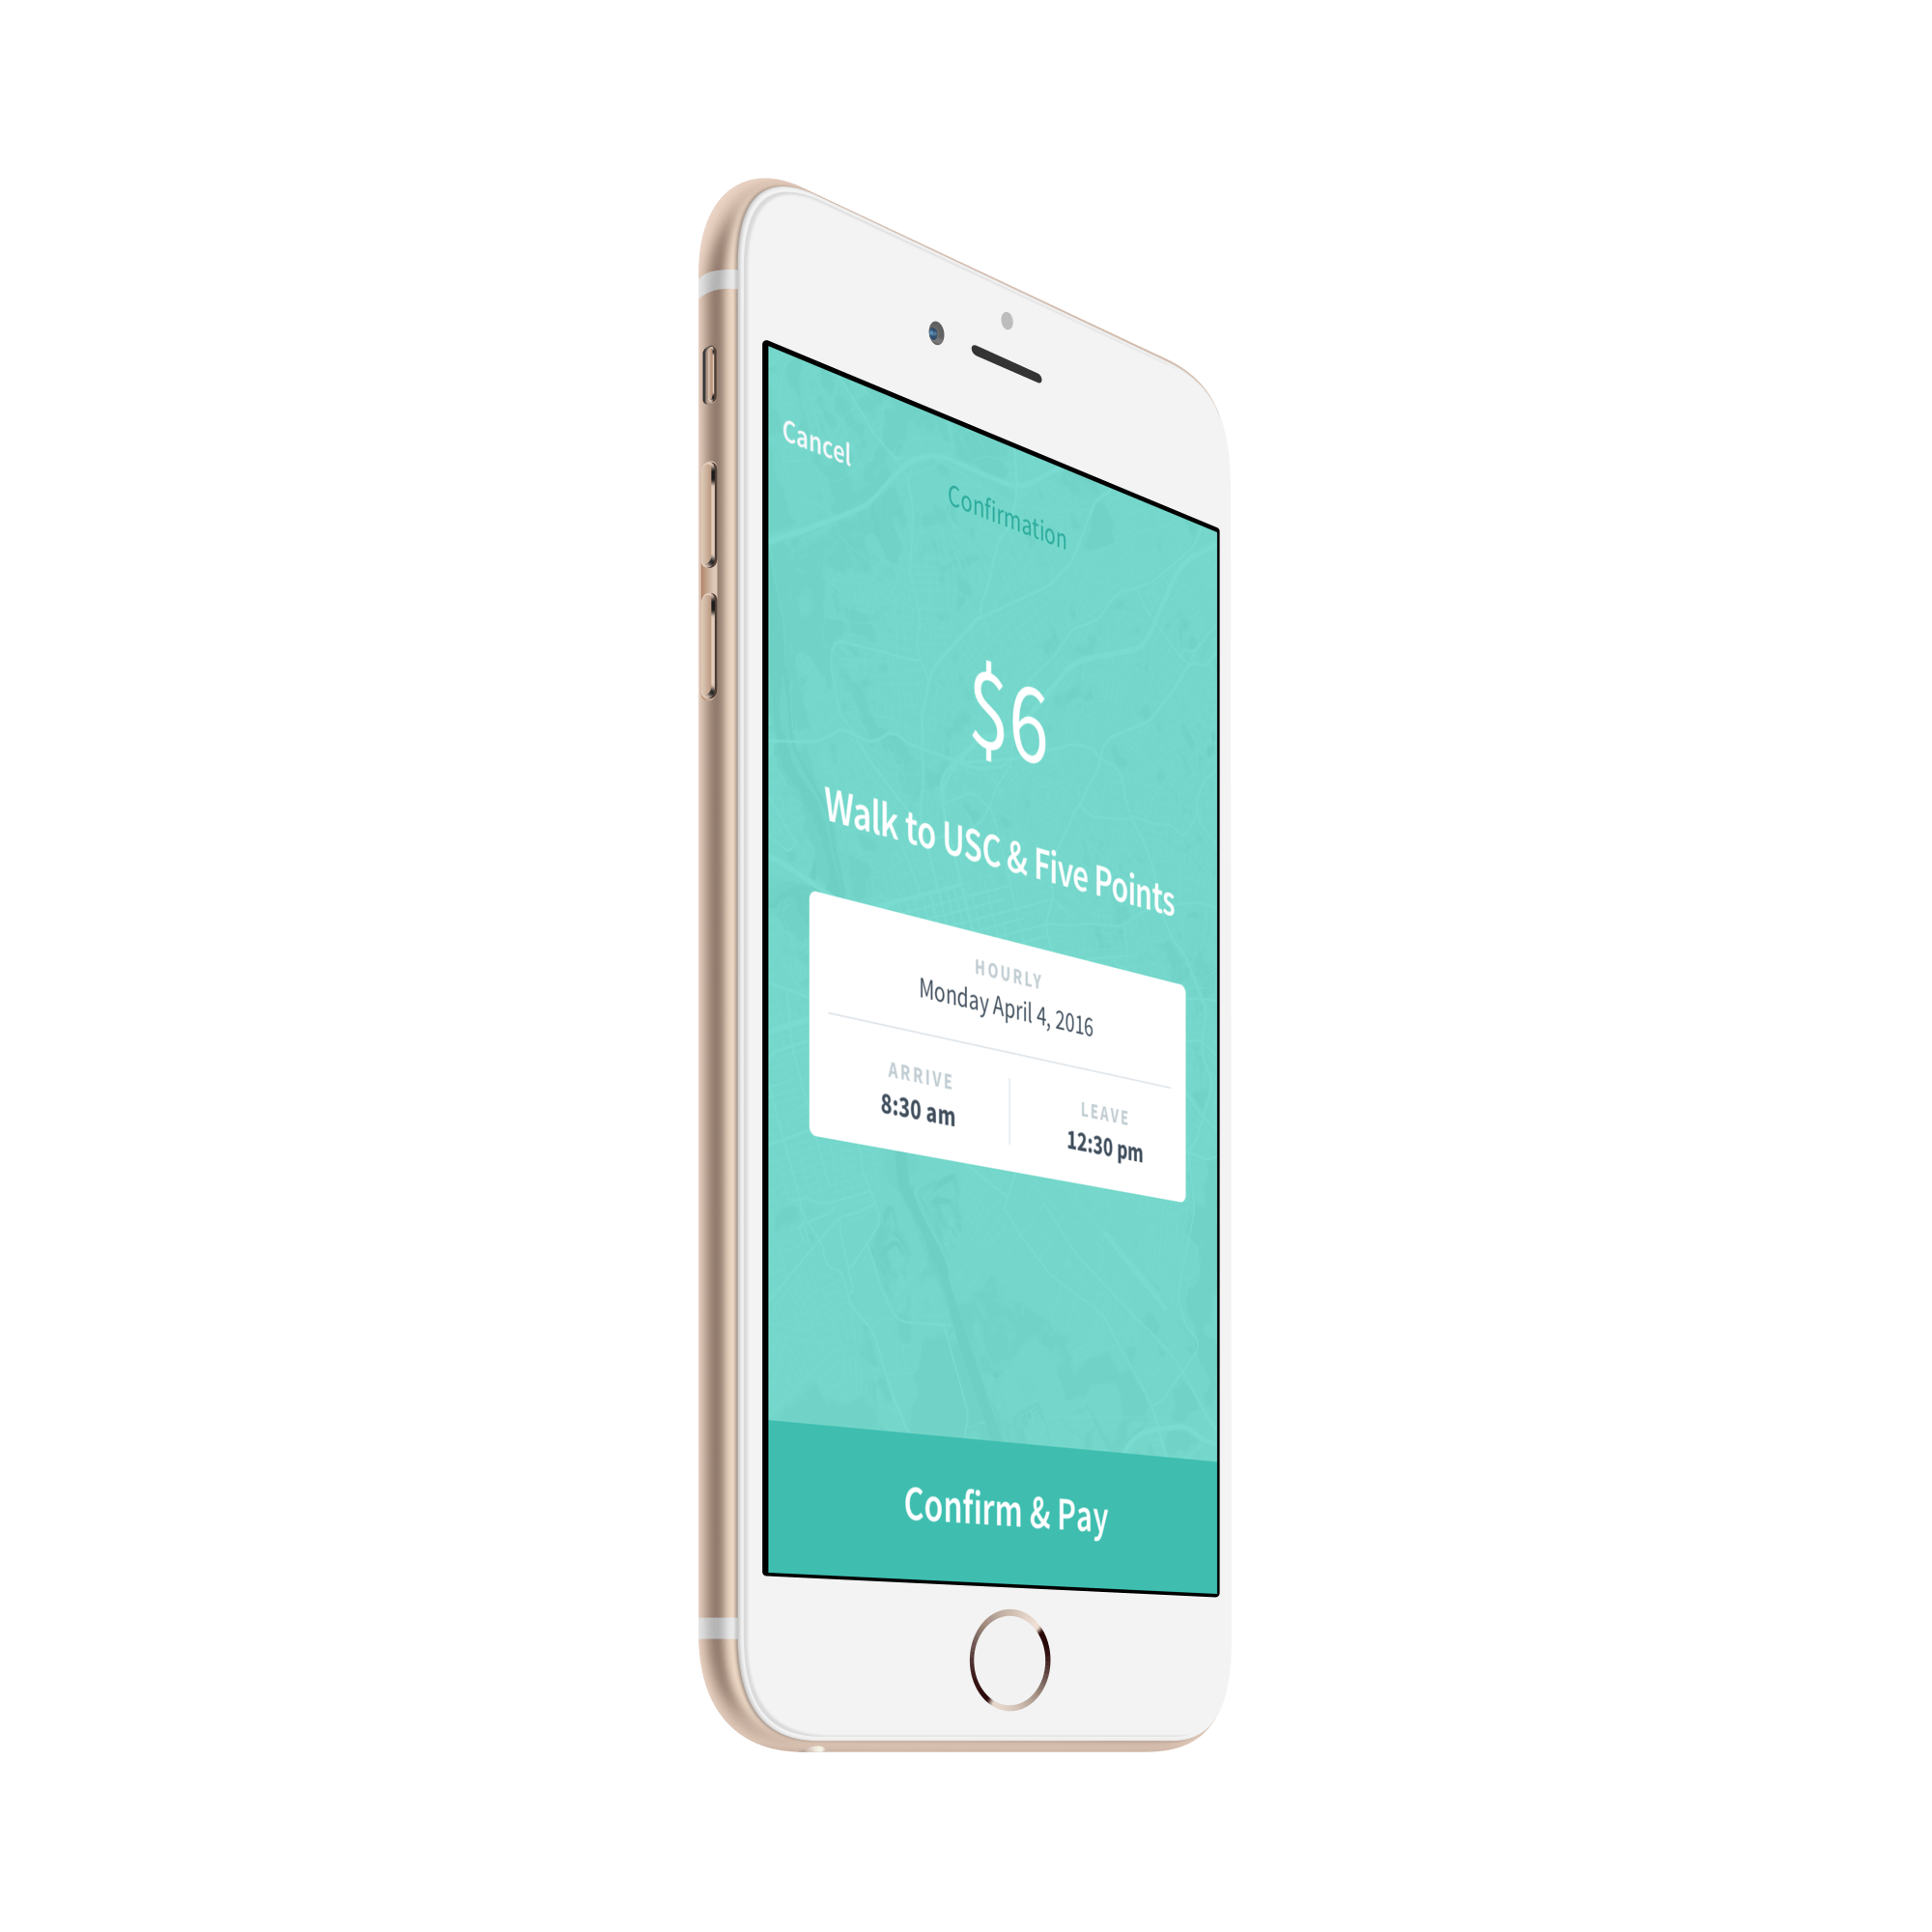 Cancel
Confirmation
$6
Walk to USC & Five Points
HOURLY
Monday April 4, 2016
ARRIVE
8:30 am
LEAVE
12:30 pm
Confirm & Pay